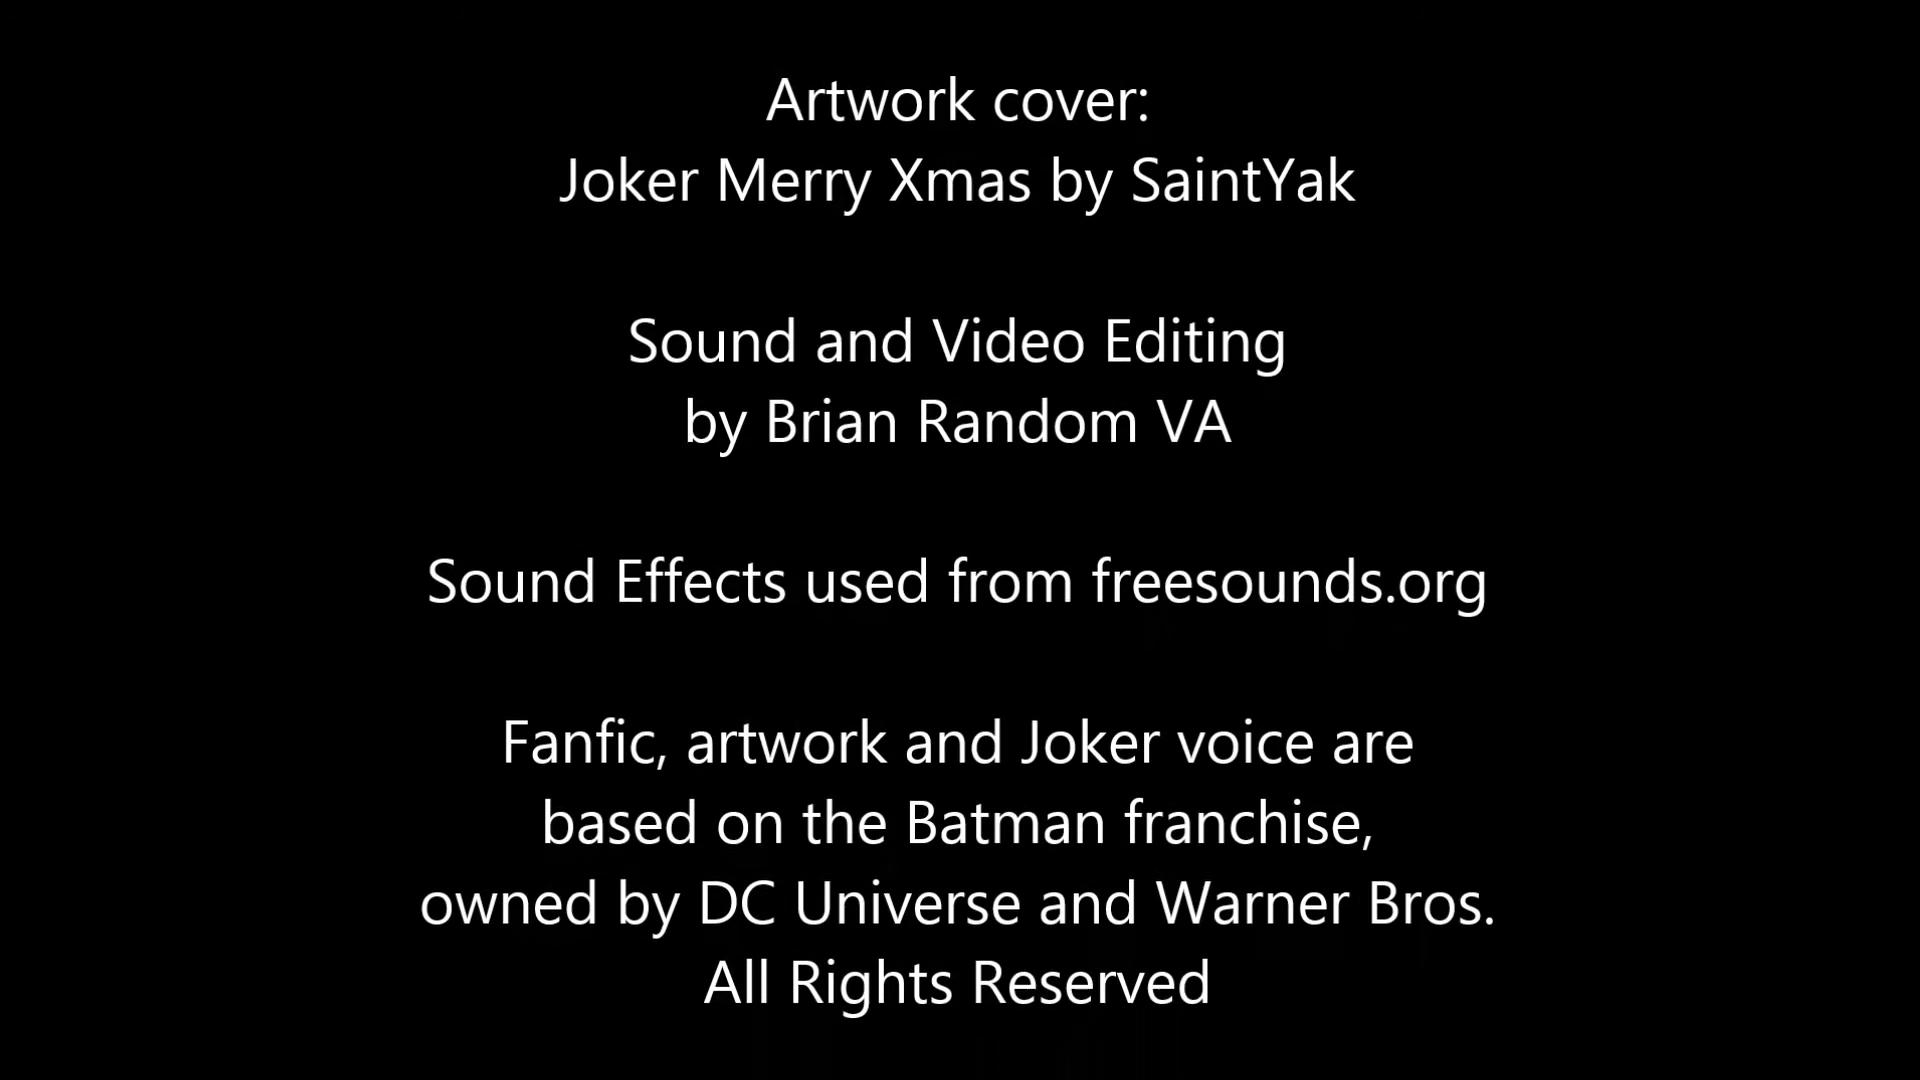 Artwork cover:
Joker Merry Xmas by SaintYak
Sound and Video Editing
by Brian Random VA
Sound Effects used from freesounds.org
Fanfic, artwork and Joker voice are
based on the Batman franchise,
owned by DC Universe and Warner Bros.
All Rights Reserved